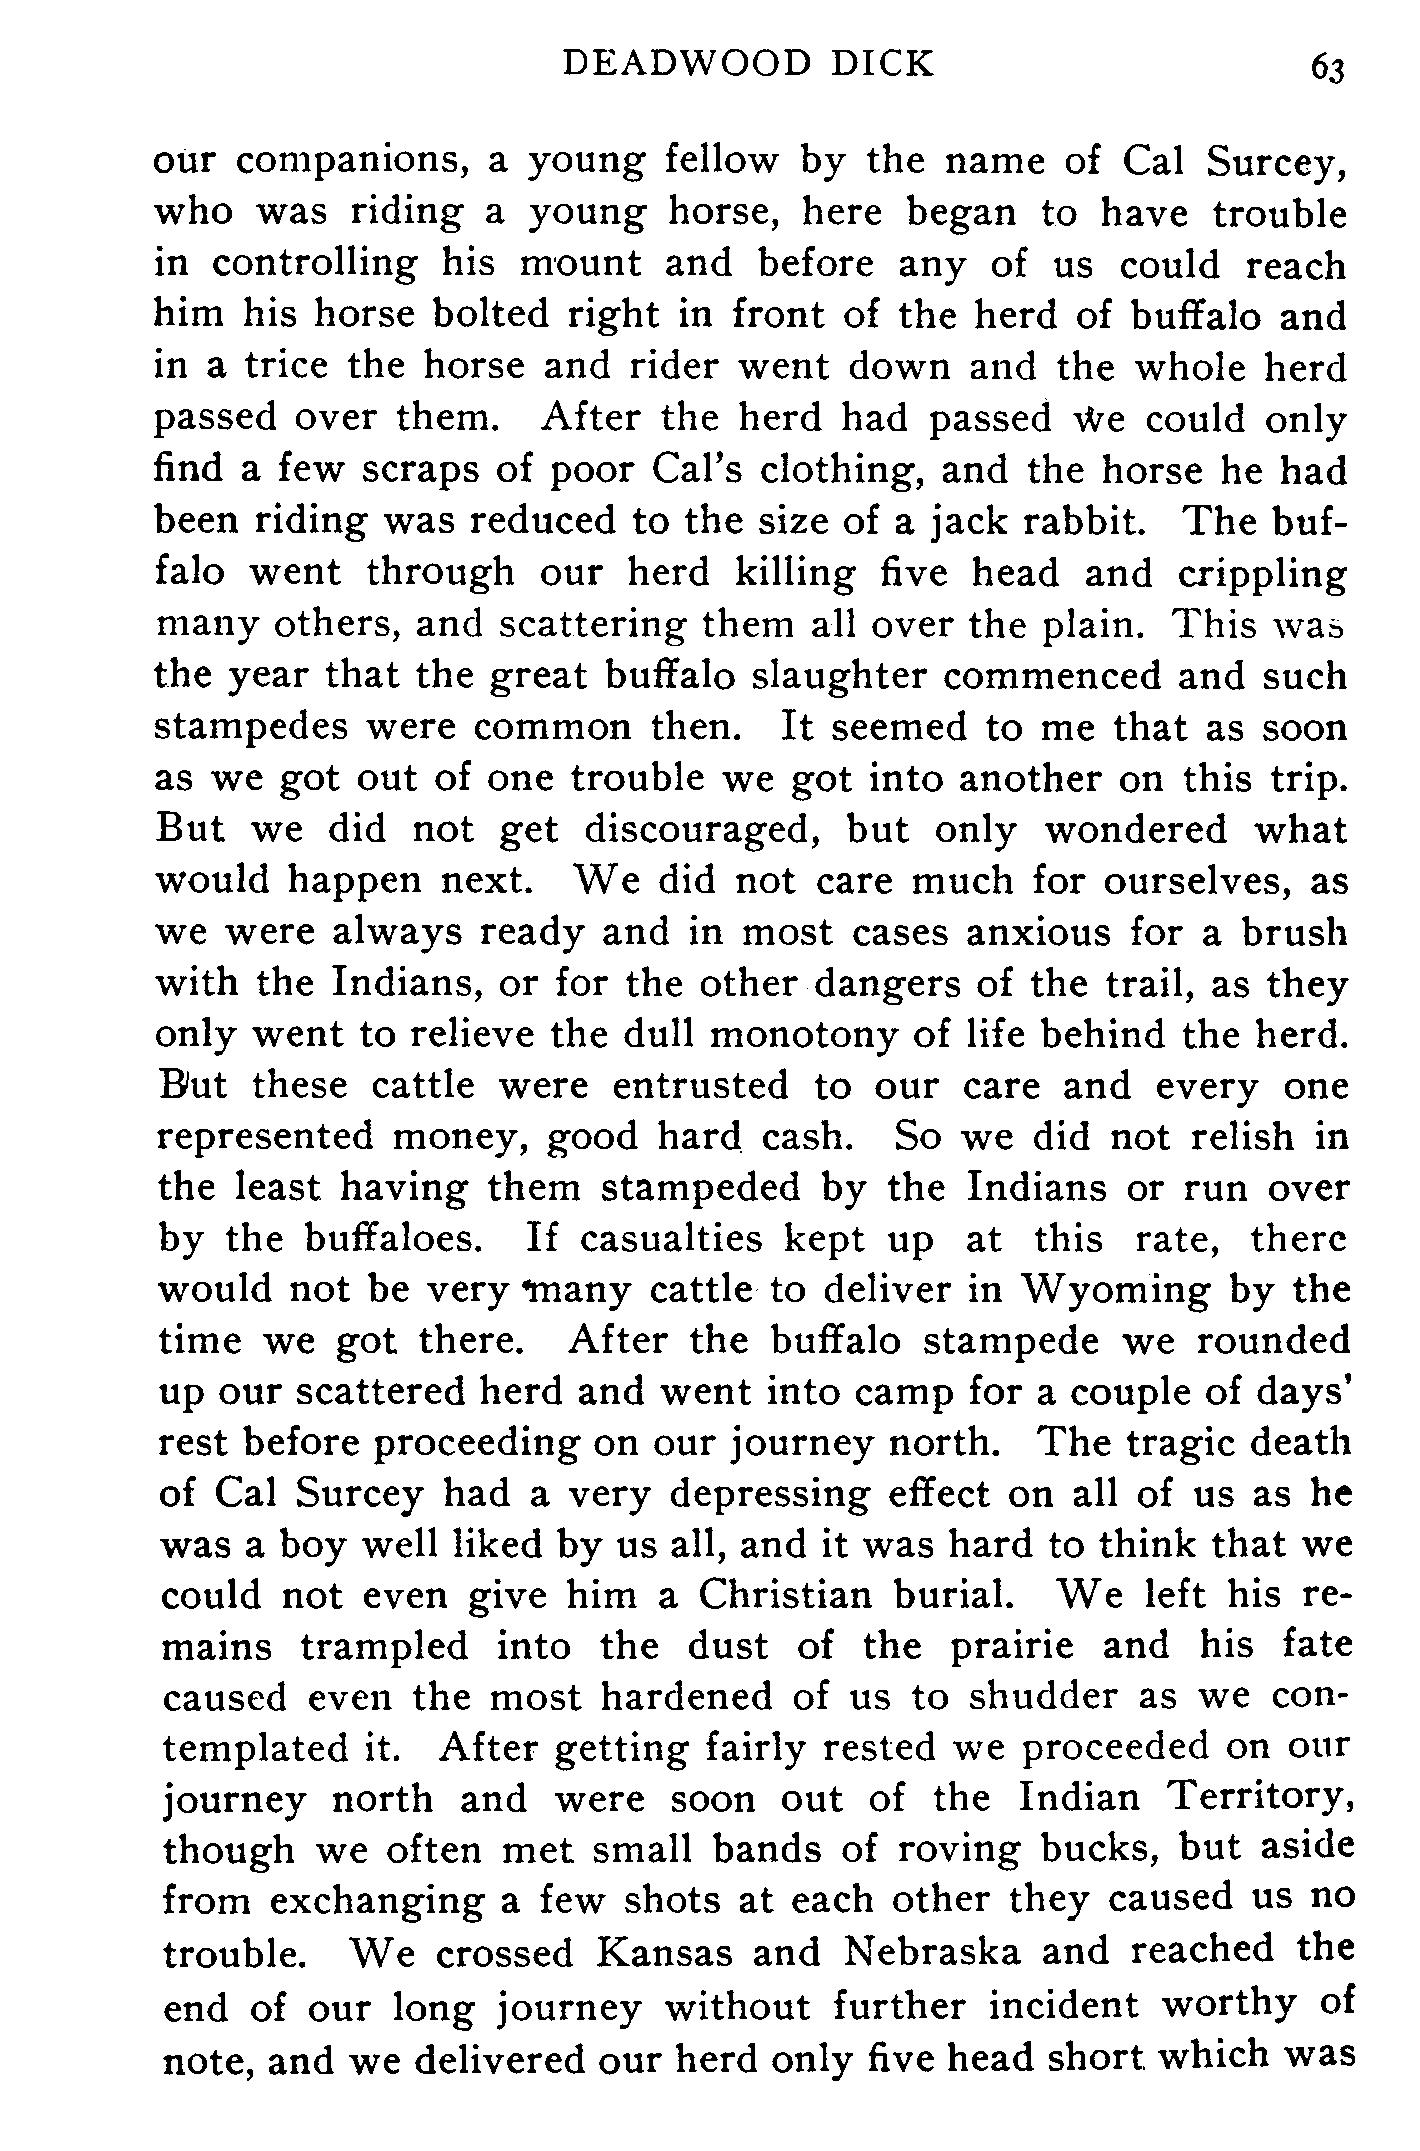 DEADWOOD DICK 63
our companions, a young fellow by the name of Cal Surcey,
who was riding a young horse, here began to have trouble
in controlling his mount and before any of us could reach
him his horse bolted right in front of the herd of buffalo and
in a trice the horse and rider went down and the whole herd
passed over them. After the herd had passed we could only
find a few scraps of poor Cal's clothing, and the horse he had
been riding was reduced to the size of a jack rabbit. The buf-
falo went through our herd killing five head and crippling
many others, and scattering them all over the plain. This was
the year that the great buffalo slaughter commenced and such
stampedes were common then. It seemed to me that as soon
as we got out of one trouble we got into another on this trip.
But we did not get discouraged, but only wondered what
would happen next. We did not care much for ourselves, as
we were always ready and in most cases anxious for a brush
with the Indians, or for the other dangers of the trail, as they
only went to relieve the dull monotony of life behind the herd.
But these cattle were entrusted to our care and every one
represented money, good hard cash. So we did not relish in
the least having them stampeded by the Indians or run over
by the buffaloes. If casualties kept up at this rate, there
would not be very many cattle to deliver in Wyoming by the
time we got there. After the buffalo stampede we rounded
up our scattered herd and went into camp for a couple of days'
rest before proceeding on our journey north. The tragic death
of Cal Surcey had a very depressing effect on all of us as he
was a boy well liked by us all, and it was hard to think that we
could not even give him a Christian burial. We left his re-
mains trampled into the dust of the prairie and his fate
caused even the most hardened of us to shudder as we con-
templated it. After getting fairly rested we proceeded on our
journey north and were soon out of the Indian Territory,
though we often met small bands of roving bucks, but aside
from exchanging a few shots at each other they caused us no
trouble. We crossed Kansas and Nebraska and reached the
end of our long journey without further incident worthy of
note, and we delivered our herd only five head short which was